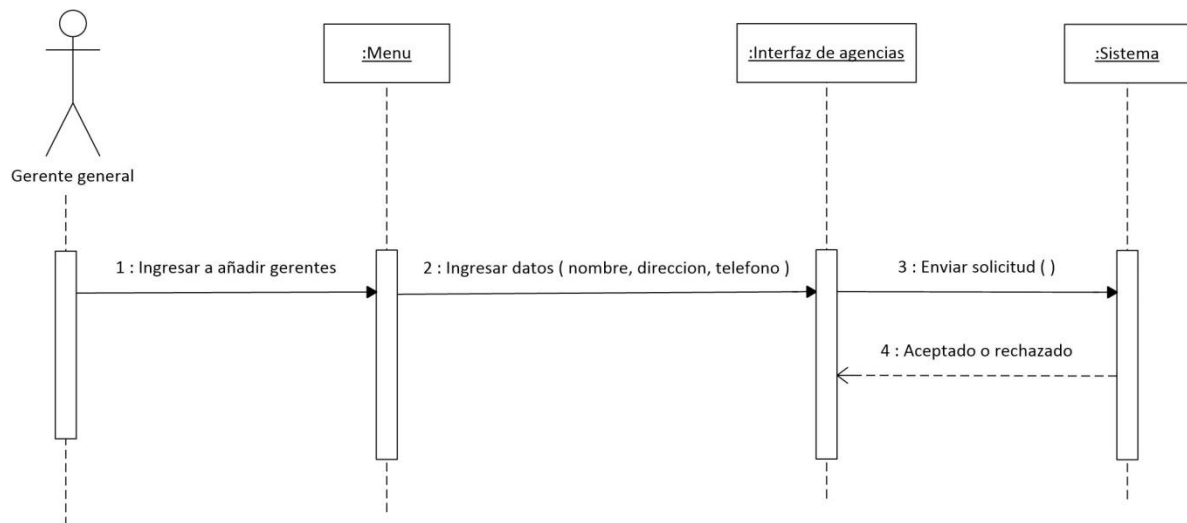 :Menu
:Interfaz de agencias
:Sistema
Gerente general
1 : Ingresar a añadir gerentes
2 : Ingresar datos ( nombre, direccion, telefono )
3 : Enviar solicitud ( )
4 : Aceptado o rechazado